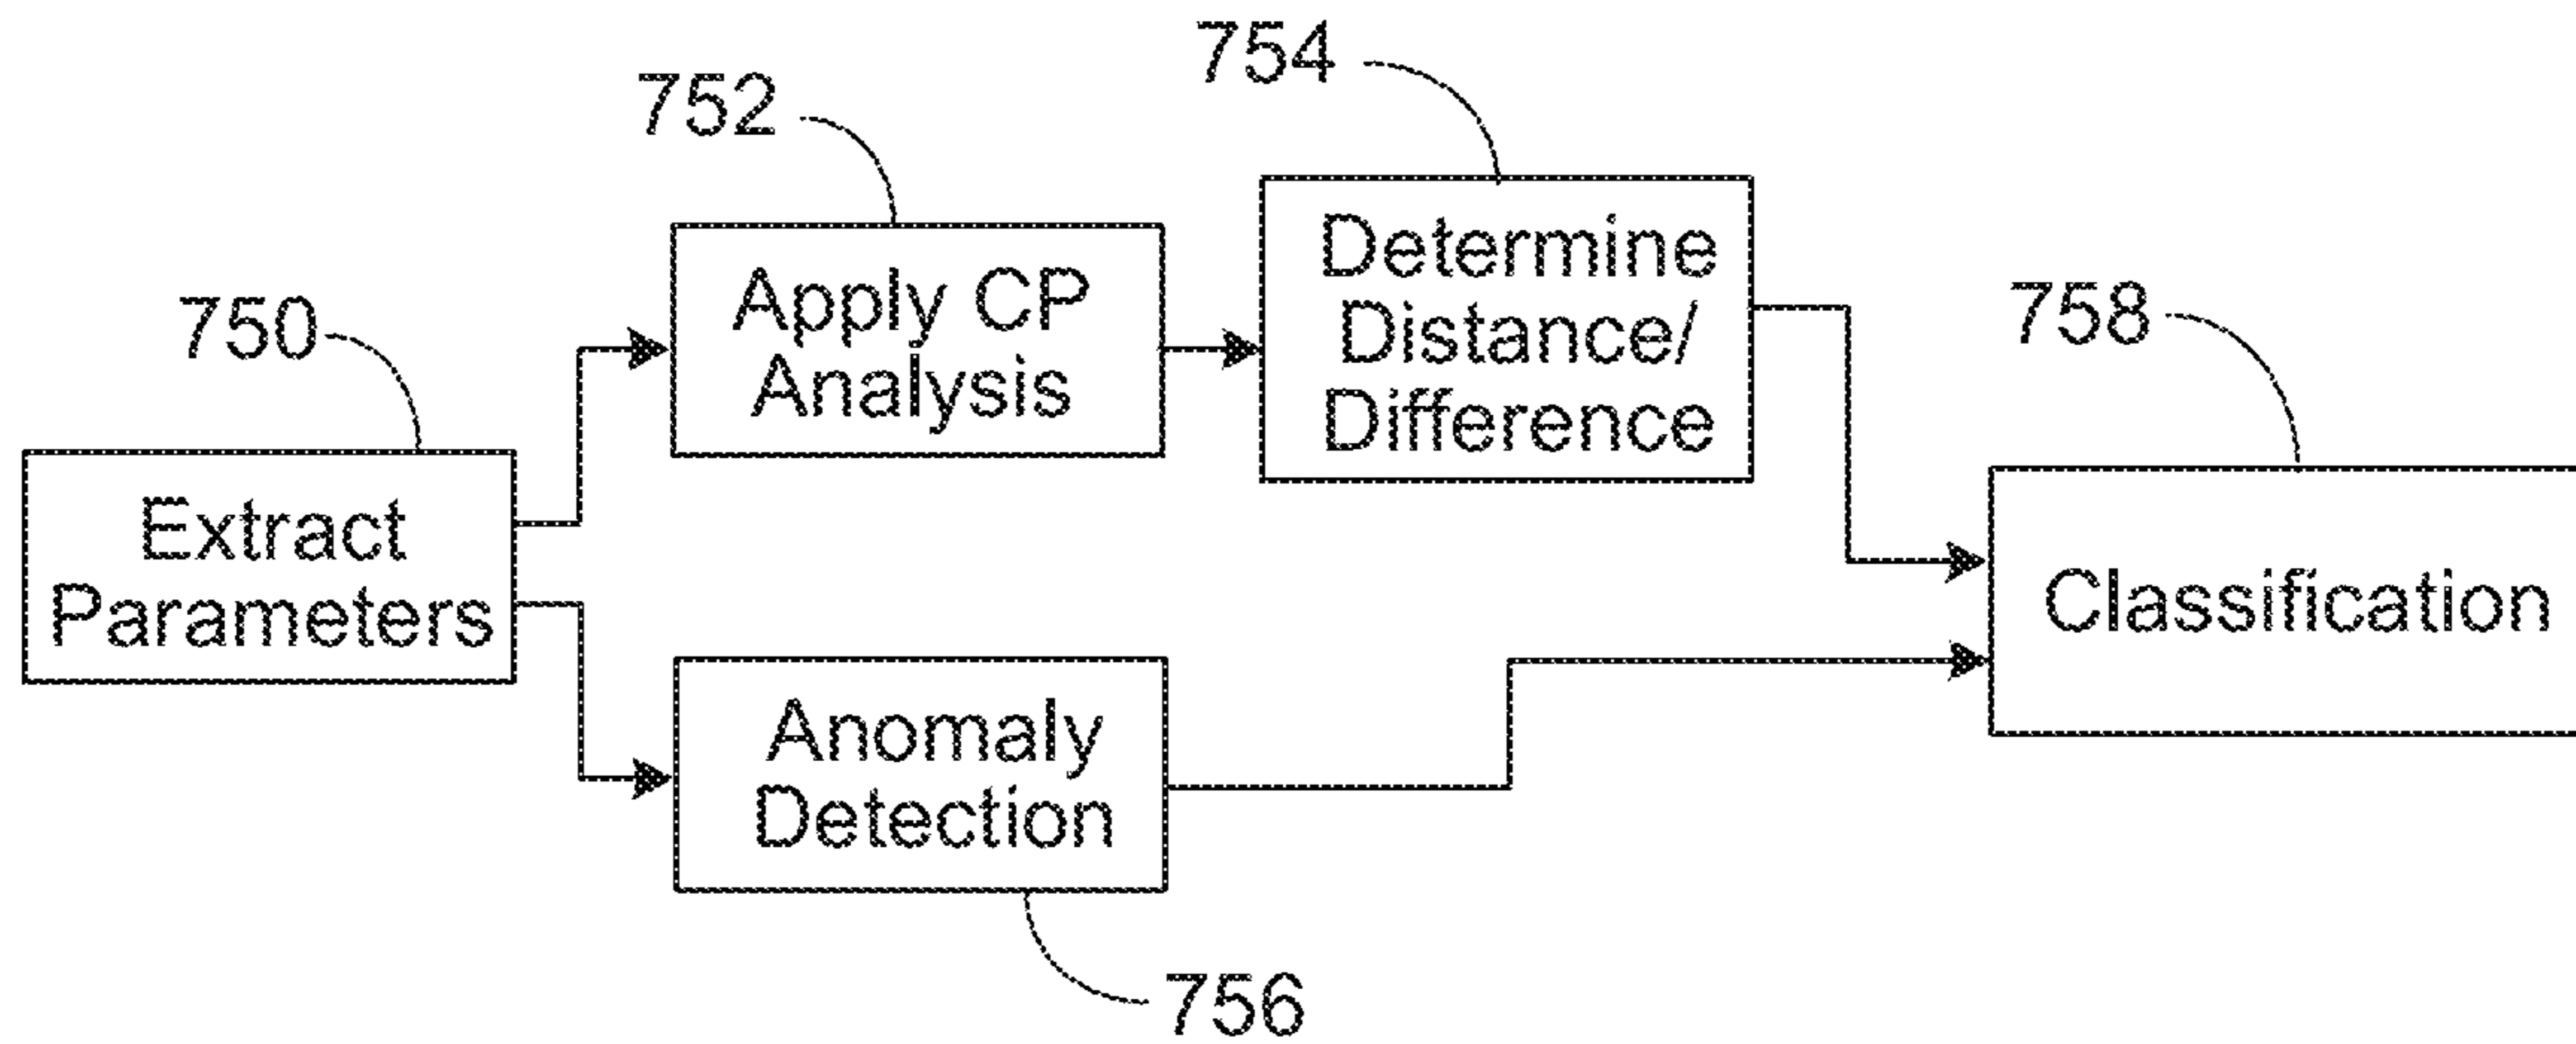 750
Extract
Parameters
752
Apply CP
Analysis
754
Determine
Distance/
Difference
Anomaly
Detection
756
758
Classification